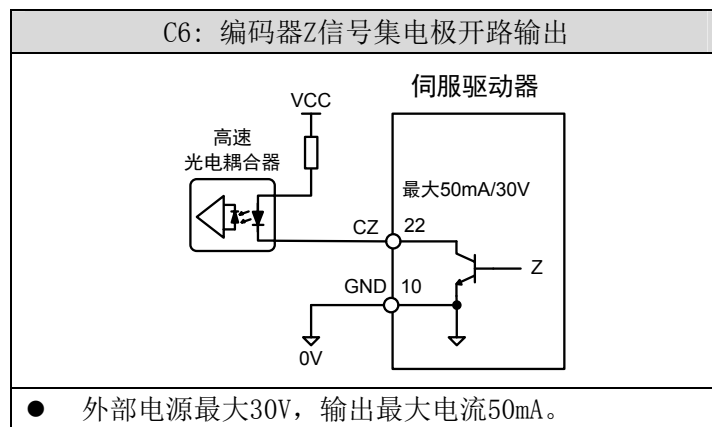 C6: 编码器Z信号集电极开路输出
伺服驱动器
VCC
高速
光电耦合器
最大50mA/30V
CZ
22
Z
GND
10
0V
● 外部电源最大30V，输出最大电流50mA。